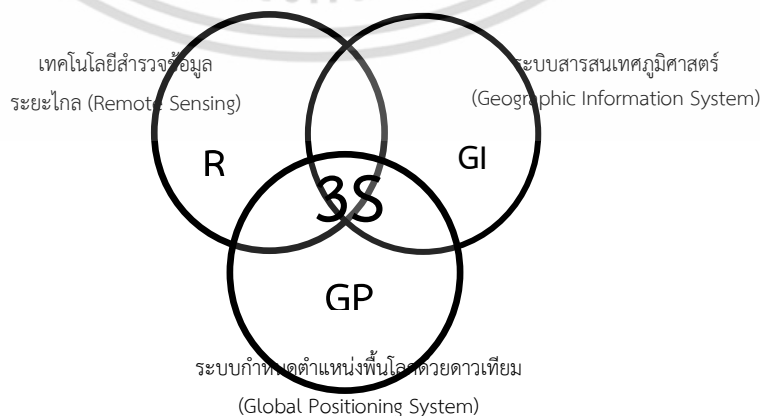 เทคโนโลยีสำรวจข้อมูล
ระยะไกล (Remote Sensing)
ระบบสารสนเทศภูมิศาสตร์
(Geographic Information System)
R
GI
3S
GP
ระบบกำหนดตำแหน่งพื้นโลกด้วยดาวเทียม
(Global Positioning System)